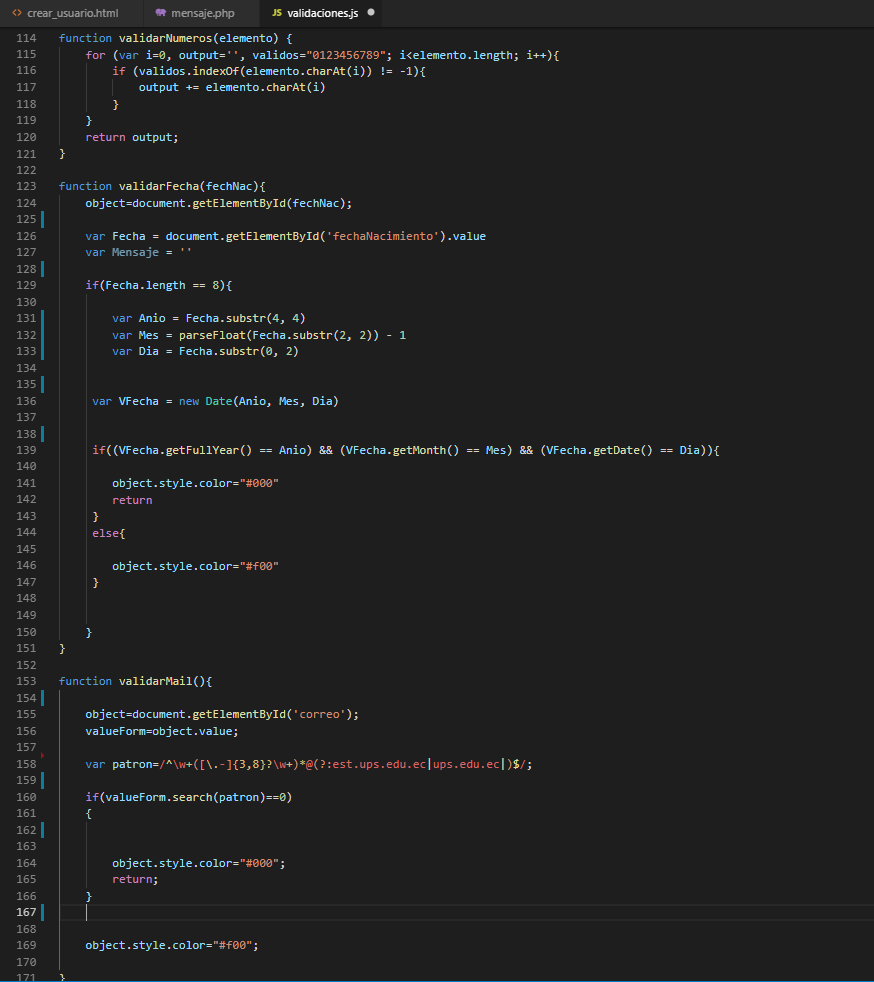 crear_usuario.html mensaje.php JS validaciones.js
114 function validarNumeros(elemento) {
115 for (var i=0, output='', validos="0123456789"; i<elemento.length; i++){
116 if (validos.indexOf(elemento.charAt(i)) != -1){
117 output += elemento.charAt(i)
118 }
119 }
120 return output;
121 }
122
123 function validarFecha(fechNac){
124 object=document.getElementById(fechNac);
125
126 var Fecha = document.getElementById('fechaNacimiento').value
127 var Mensaje = ''
128
129 if(Fecha.length == 8){
130
131 var Anio = Fecha.substr(4, 4)
132 var Mes = parseFloat(Fecha.substr(2, 2)) - 1
133 var Dia = Fecha.substr(0, 2)
134
135
136 var VFecha = new Date(Anio, Mes, Dia)
137
138
139 if((VFecha.getFullYear() == Anio) && (VFecha.getMonth() == Mes) && (VFecha.getDate() == Dia)){
140
141 object.style.color="#000"
142 return
143 }
144 else{
145
146 object.style.color="#f00"
147 }
148
149
150 }
151 }
152
153 function validarMail(){
154
155 object=document.getElementById('correo');
156 valueForm=object.value;
157
158 var patron=/^\w+([\.-]{3,8}?\w+)*@(?:est.ups.edu.ec|ups.edu.ec|)$/;
159
160 if(valueForm.search(patron)==0)
161 {
162
163
164 object.style.color="#000";
165 return;
166 }
167
168
169 object.style.color="#f00";
170
171 }